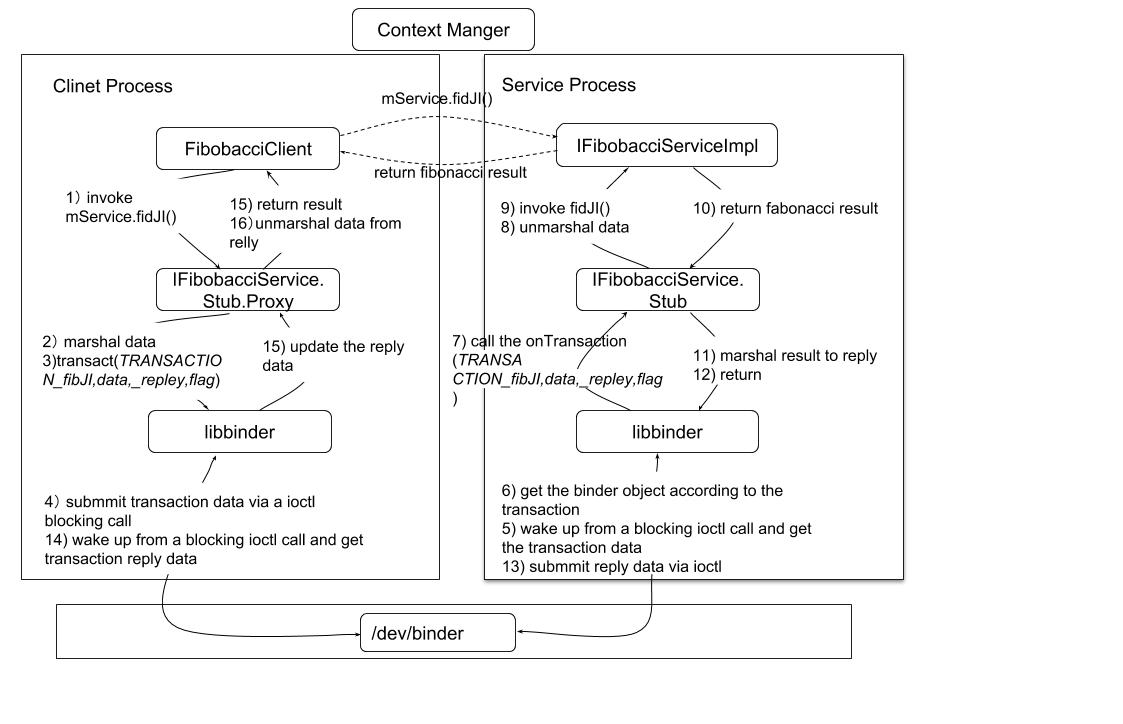 Context Manger
Clinet Process
Service Process
mService.fidJI()
FibobacciClient
IFibobacciServiceImpl
return fibonacci result
1）invoke
mService.fidJI()
15) return result
16）unmarshal data from
relly
9) invoke fidJI()
8) unmarshal data
10) return fabonacci result
IFibobacciService.
Stub.Proxy
IFibobacciService.
Stub
2）marshal data
3)transact(TRANSACTIO
N_fibJI,data,_repley,flag)
15) update the reply
data
7) call the onTransaction
(TRANSA
CTION_fibJI,data,_repley,flag
)
11) marshal result to reply
12) return
libbinder
libbinder
4）submmit transaction data via a ioctl
blocking call
14) wake up from a blocking ioctl call and get
transaction reply data
6) get the binder object according to the
transaction
5) wake up from a blocking ioctl call and get
the transaction data
13) submmit reply data via ioctl
/dev/binder